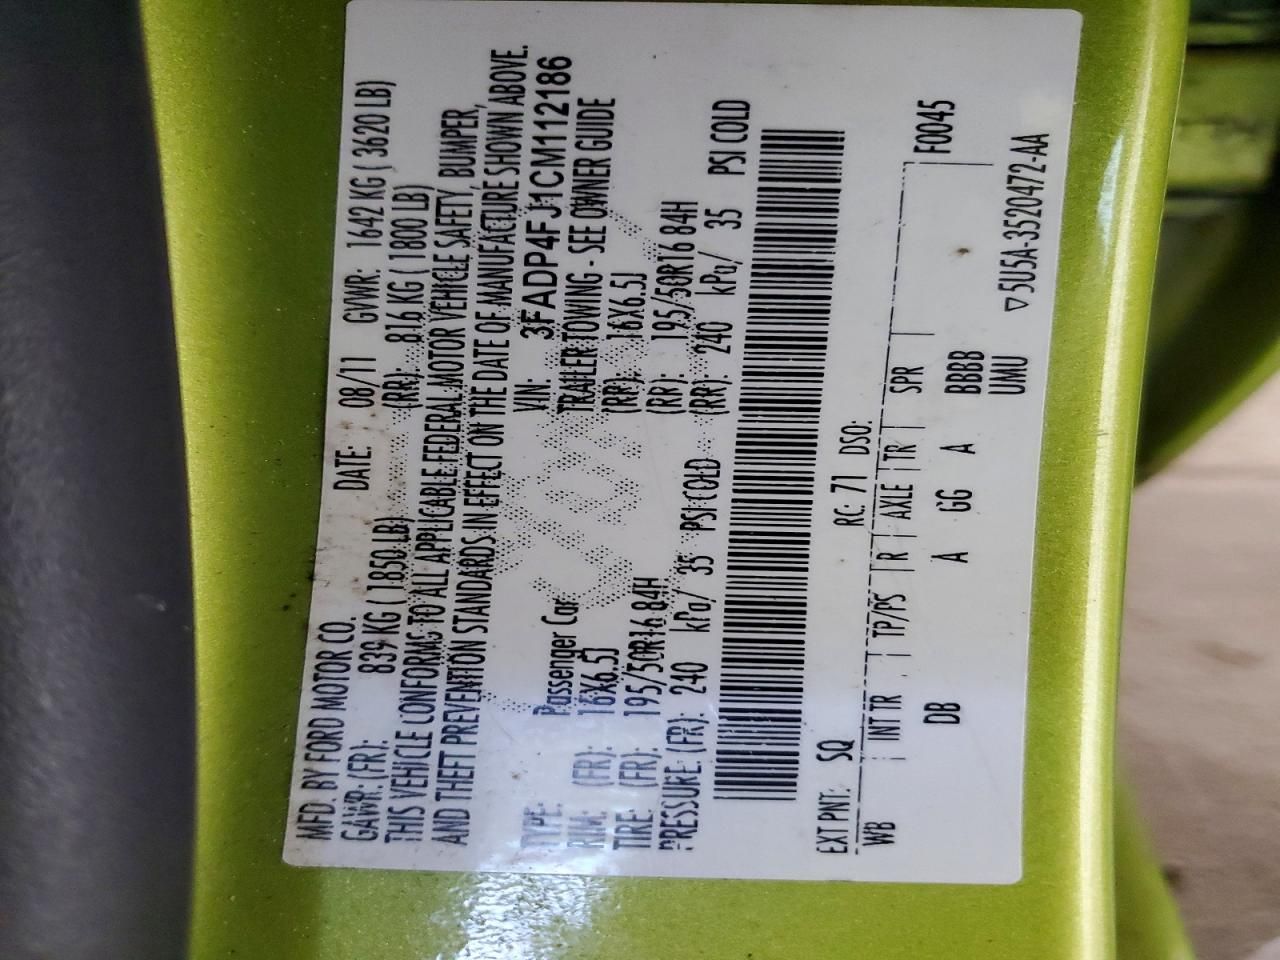 MFD. BY FORD MOTOR CO. DATE: 08/11 GVWR: 1642 KG ( 3620 LB)
GAWR: (FR): 839 KG ( 1850 LB) (RR): 816 KG ( 1800 LB)
THIS VEHICLE CONFORMS TO ALL APPLICABLE FEDERAL MOTOR VEHICLE SAFETY, BUMPER,
AND THEFT PREVENTION STANDARDS IN EFFECT ON THE DATE OF MANUFACTURE SHOWN ABOVE.
VIN: 3FADP4FJ1CM112186
TYPE: Passenger Car TRAILER TOWING - SEE OWNER GUIDE
RIM: (FR): 16X6.5J (RR): 16X6.5J
TIRE: (FR): 195/50R16 84H (RR): 195/50R16 84H
PRESSURE: (FR): 240 kPa/ 35 PSI COLD (RR): 240 kPa/ 35 PSI COLD
EXT PNT: SQ RC: 71 DSO:
WB INT TR TP/PS R AXLE TR SPR F0045
DB A GG A BBBB
UMU
▽5U5A-3520472-AA